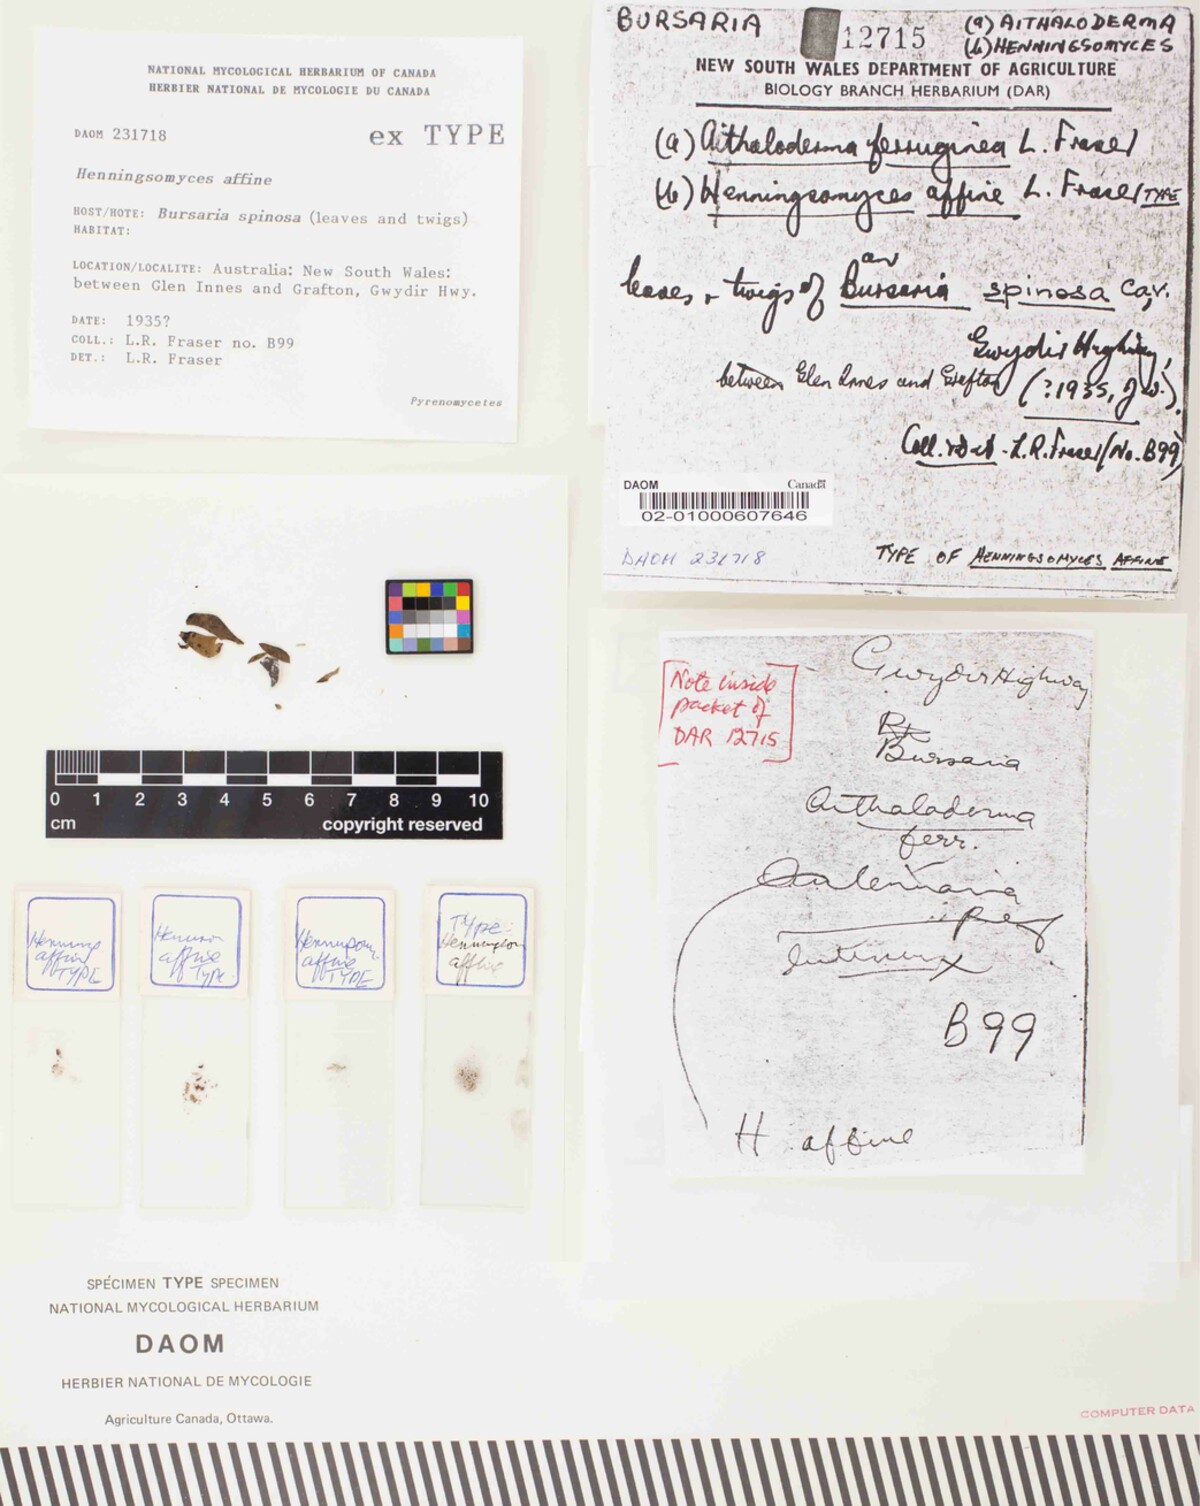 NATIONAL MYCOLOGICAL HERBARIUM OF CANADA
HERBIER NATIONAL DE MYCOLOGIE DU CANADA
DAOM 231718
ex TYPE
Henningsomyces affine
HOST/HOTE: Bursaria spinosa (leaves and twigs)
HABITAT:
LOCATION/LOCALITE: Australia: New South Wales:
between Glen Innes and Grafton, Gwydir Hwy.
DATE: 1935?
COLL.: L.R. Fraser no. B99
DET.: L.R. Fraser
Pyrenomycetes
BURSARIA
12715
(a) AITHALODERMA
(b) HENNINGSOMYCES
NEW SOUTH WALES DEPARTMENT OF AGRICULTURE
BIOLOGY BRANCH HERBARIUM (DAR)
(a) Aithaloderma ferruginea L. Fraser
(b) Henningsomyces affine L. Fraser TYPE
on
leaves & twigs of Bursaria spinosa Cav.
Gwydir Highway,
between Glen Innes and Grafton (?1935, J.W.).
Coll. & Det. L.R. Fraser (No. B99)
DAOM
Canada
02-01000607646
DAOM 231718
TYPE OF HENNINGSOMYCES AFFINE
0 1 2 3 4 5 6 7 8 9 10
cm
copyright reserved
Note inside
packet of
DAR 12715
Gwydir Highway
Bursaria
Aithaloderma
ferr.
B99
H. affine
affine
TYPE
affine
TYPE
affine
TYPE
TYPE
affine
SPÉCIMEN TYPE SPECIMEN
NATIONAL MYCOLOGICAL HERBARIUM
DAOM
HERBIER NATIONAL DE MYCOLOGIE
Agriculture Canada, Ottawa.
COMPUTER DATA